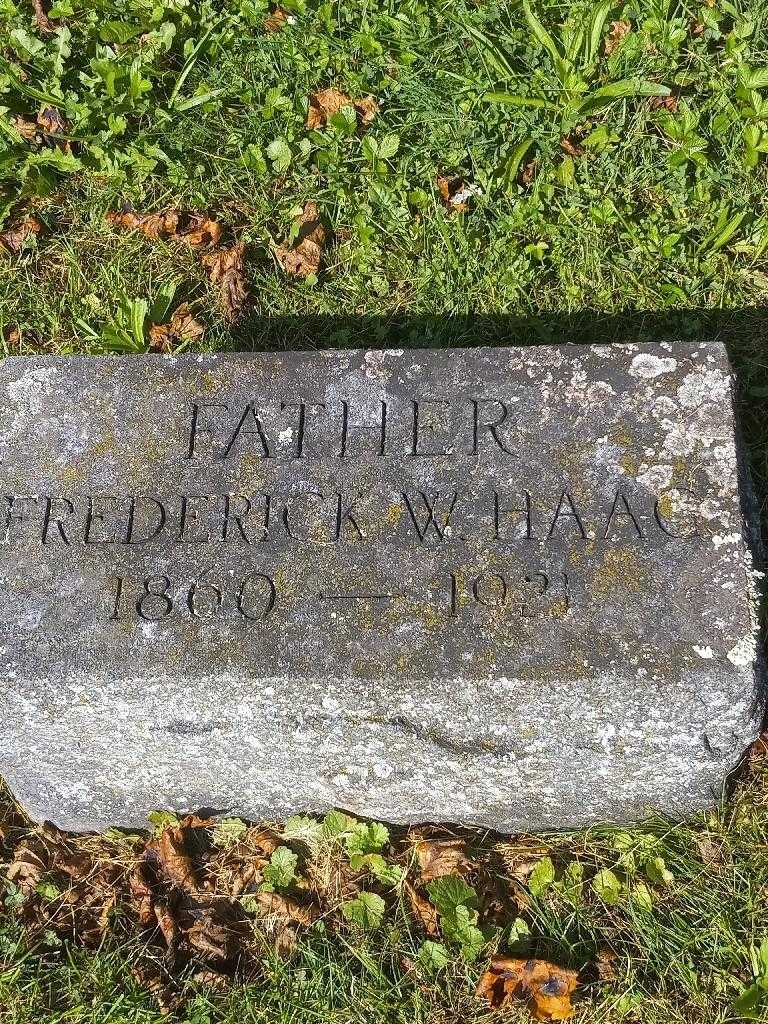 FATHER
FREDERICK W. HAAG
1860 — 1921